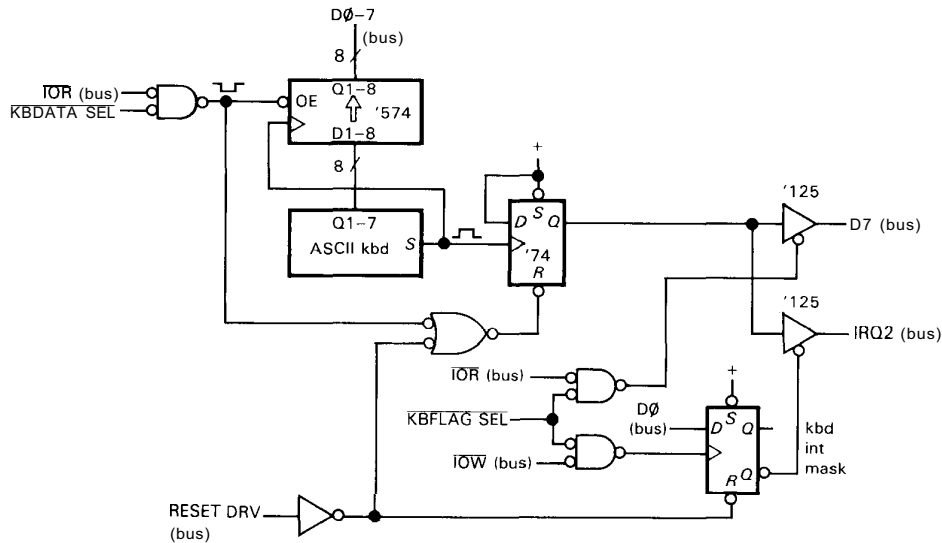 DØ-7
(bus)
8
IOR (bus)
KBDATA SEL
OE
Q1-8
'574
D1-8
8
Q1-7
ASCII kbd
S
+
D
S
Q
'74
R
'125
D7 (bus)
'125
IRQ2 (bus)
IOR (bus)
KBFLAG SEL
IOW (bus)
DØ
(bus)
+
D
S
Q
R
Q
kbd
int
mask
RESET DRV
(bus)